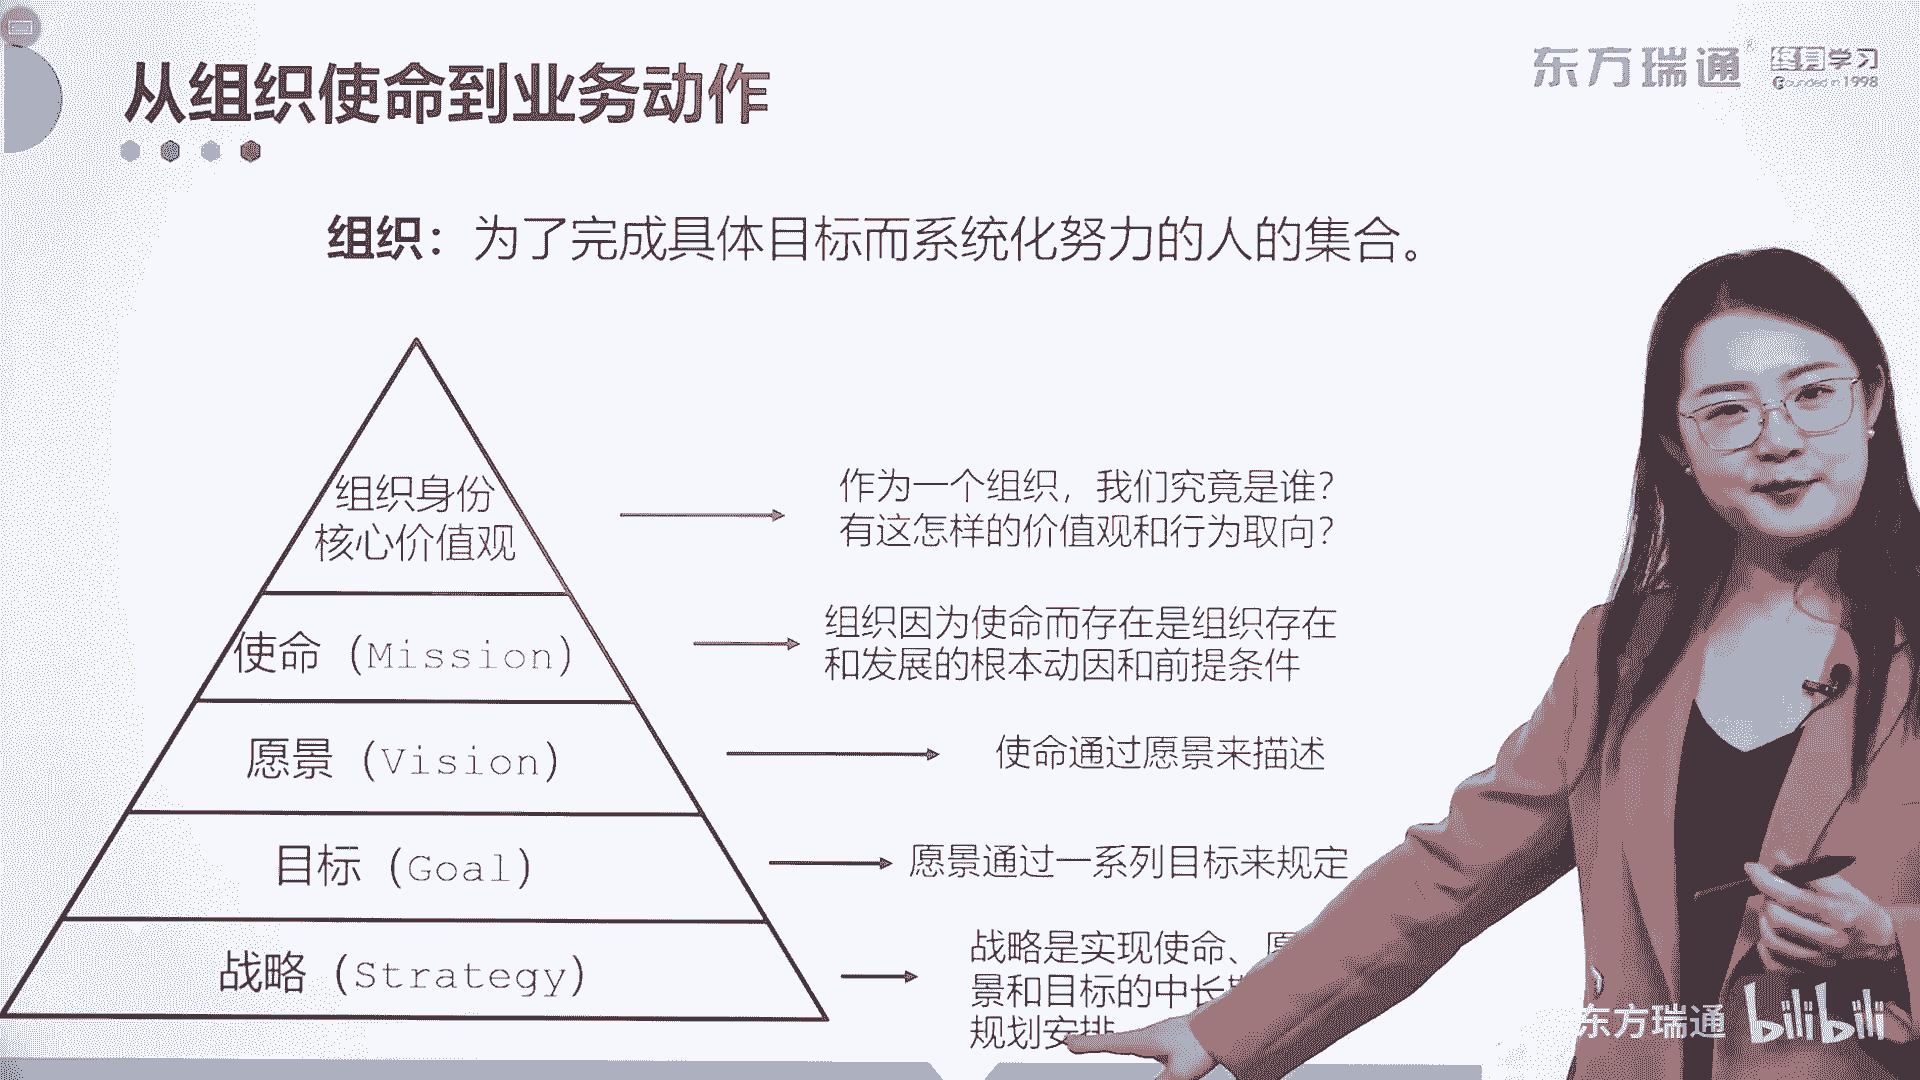 从组织使命到业务动作
东方瑞通®
终身学习
Founded in 1998
组织：为了完成具体目标而系统化努力的人的集合。
组织身份
核心价值观
作为一个组织，我们究竟是谁？
有这怎样的价值观和行为取向？
使命（Mission）
组织因为使命而存在是组织存在
和发展的根本动因和前提条件
愿景（Vision）
使命通过愿景来描述
目标（Goal）
愿景通过一系列目标来规定
战略（Strategy）
战略是实现使命、愿
景和目标的中长期
规划安排
东方瑞通
bilibili